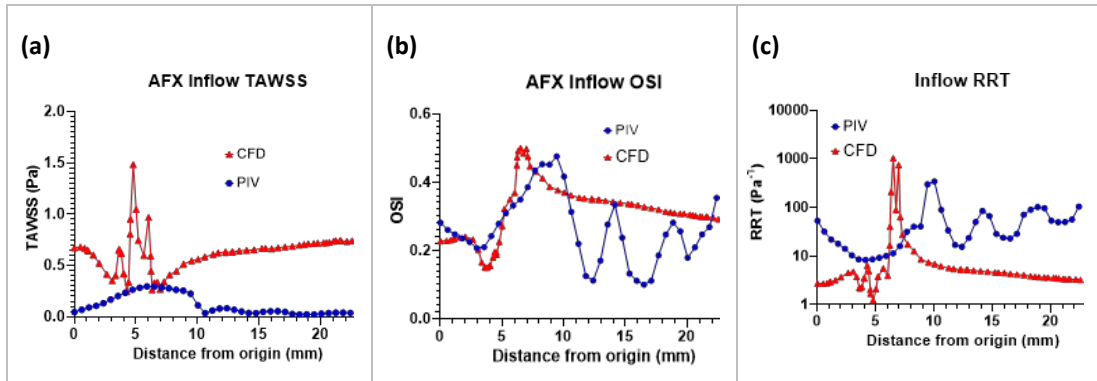 (a)
AFX Inflow TAWSS
2.0
1.5
1.0
0.5
0.0
TAWSS (Pa)
CFD
PIV
0 5 10 15 20
Distance from origin (mm)
(b)
AFX Inflow OSI
0.6
0.4
0.2
0.0
OSI
PIV
CFD
0 5 10 15 20
Distance from origin (mm)
(c)
Inflow RRT
10000
1000
100
10
1
RRT (Pa⁻¹)
PIV
CFD
0 5 10 15 20
Distance from origin (mm)